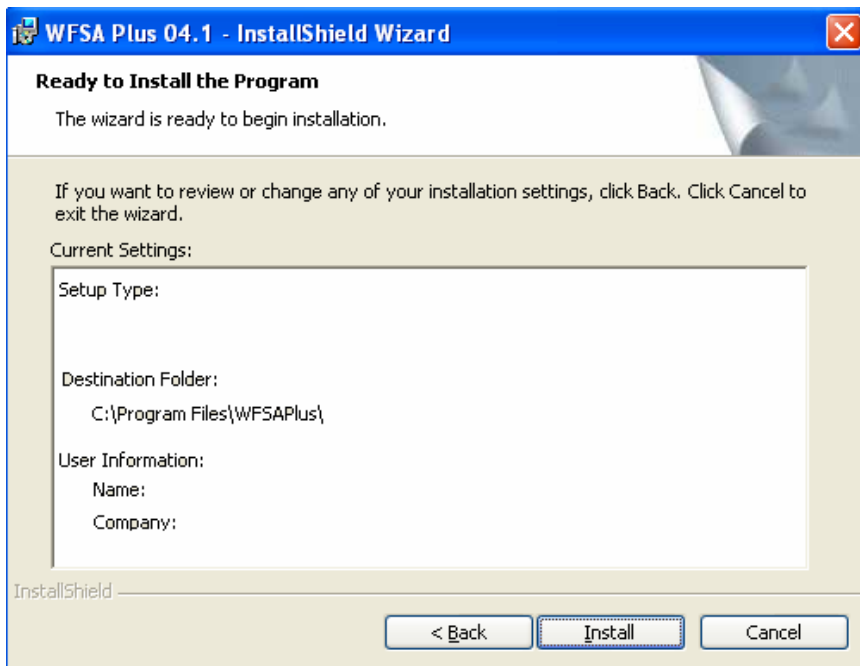 WFSA Plus 04.1 - InstallShield Wizard
Ready to Install the Program
The wizard is ready to begin installation.
If you want to review or change any of your installation settings, click Back. Click Cancel to
exit the wizard.
Current Settings:
Setup Type:
Destination Folder:
C:\Program Files\WFSAPlus\
User Information:
Name:
Company:
InstallShield
< Back
Install
Cancel